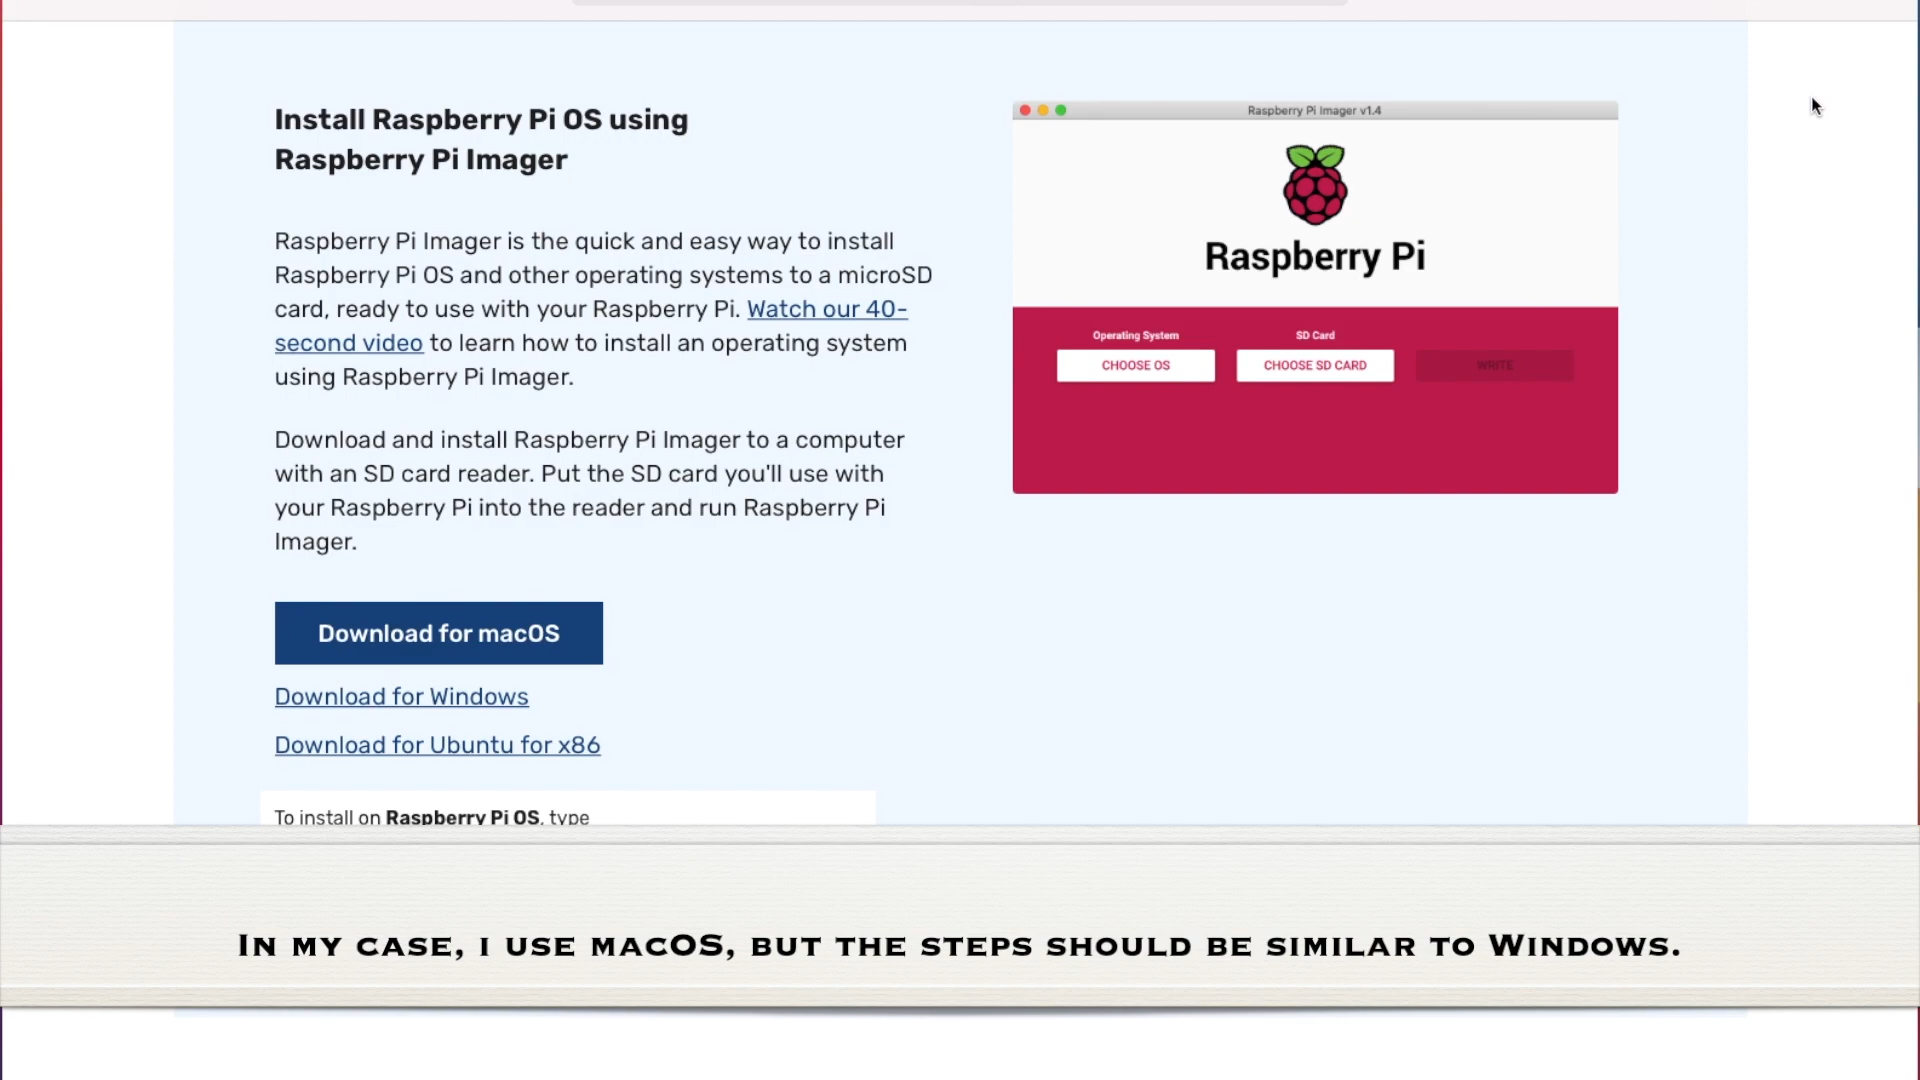 Install Raspberry Pi OS using
Raspberry Pi Imager
Raspberry Pi Imager is the quick and easy way to install
Raspberry Pi OS and other operating systems to a microSD
card, ready to use with your Raspberry Pi. Watch our 40-
second video to learn how to install an operating system
using Raspberry Pi Imager.
Download and install Raspberry Pi Imager to a computer
with an SD card reader. Put the SD card you'll use with
your Raspberry Pi into the reader and run Raspberry Pi
Imager.
Download for macOS
Download for Windows
Download for Ubuntu for x86
To install on Raspberry Pi OS, type
Raspberry Pi Imager v1.4
Raspberry Pi
Operating System
SD Card
CHOOSE OS
CHOOSE SD CARD
WRITE
In my case, i use macOS, but the steps should be similar to Windows.